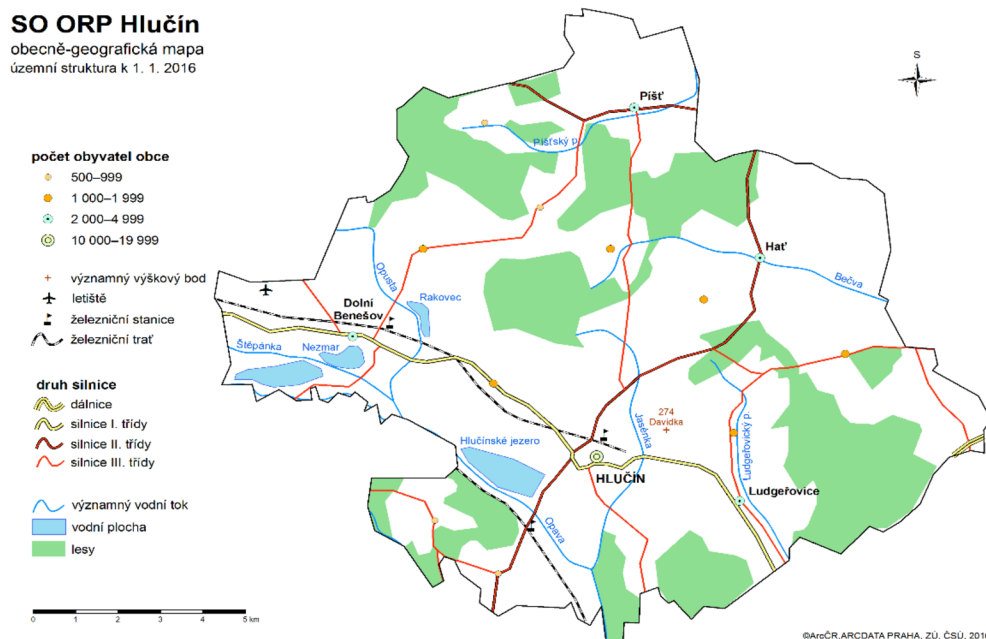 SO ORP Hlučín
obecně-geografická mapa
územní struktura k 1. 1. 2016
S
počet obyvatel obce
500–999
1 000–1 999
2 000–4 999
10 000–19 999
významný výškový bod
letiště
železniční stanice
železniční trať
druh silnice
dálnice
silnice I. třídy
silnice II. třídy
silnice III. třídy
významný vodní tok
vodní plocha
lesy
0 1 2 3 4 5 km
Píšť
Píšťský p.
Hať
Bečva
Opusta
Rakovec
Dolní
Benešov
Štěpánka
Nezmar
274
Davidka
Jasénka
Ludgeřovický p.
Hlučínské jezero
HLUČÍN
Ludgeřovice
Opava
©ArcČR,ARCDATA PRAHA, ZÚ, ČSÚ, 2016